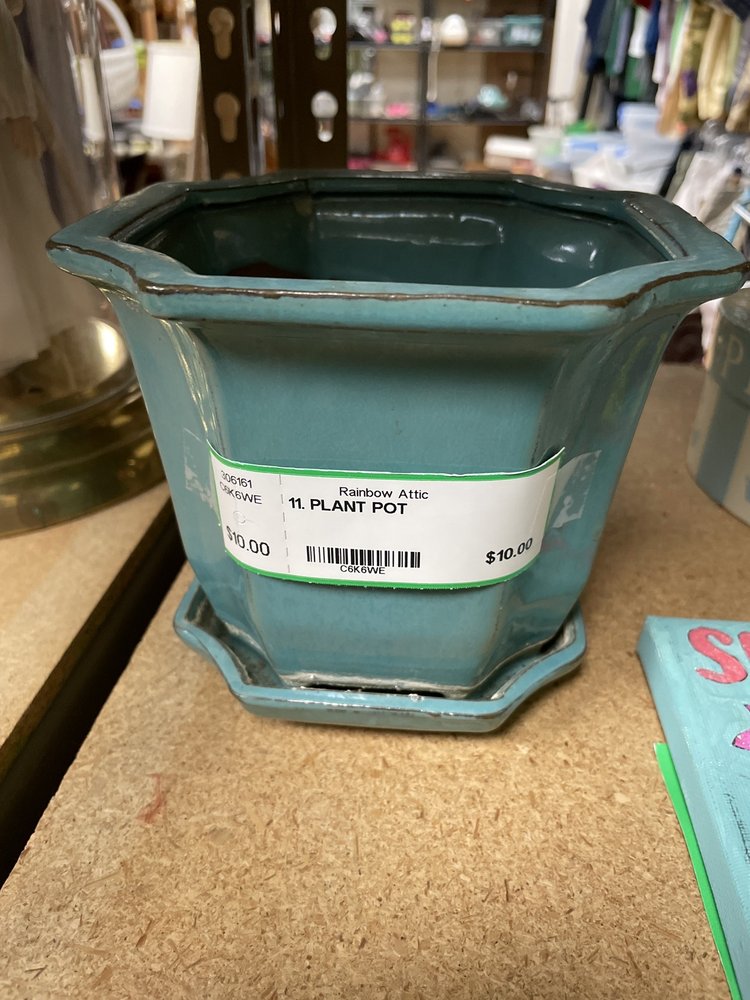 306161
C6K6WE
$10.00
Rainbow Attic
11. PLANT POT
C6K6WE
$10.00
P